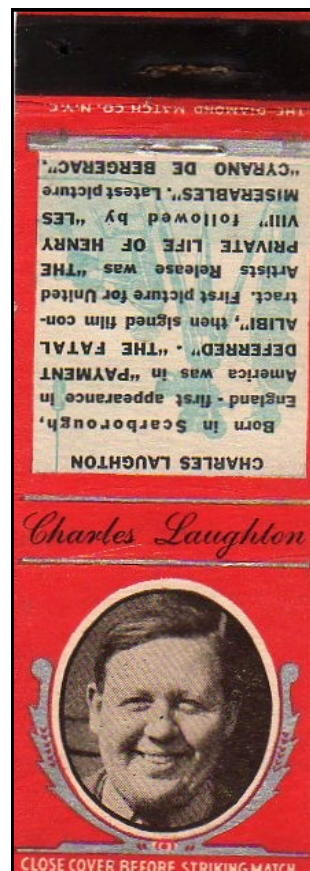 THE DIAMOND MATCH CO. N.Y.C.
CHARLES LAUGHTON
Born in Scarborough,
England - first appearance in
America was in "PAYMENT
DEFERRED" - "THE FATAL
ALIBI", then signed film con-
tract. First picture for United
Artists Release was "THE
PRIVATE LIFE OF HENRY
VIII" followed by "LES
MISERABLES". Latest picture
"CYRANO DE BERGERAC".
Charles Laughton
CLOSE COVER BEFORE STRIKING MATCH